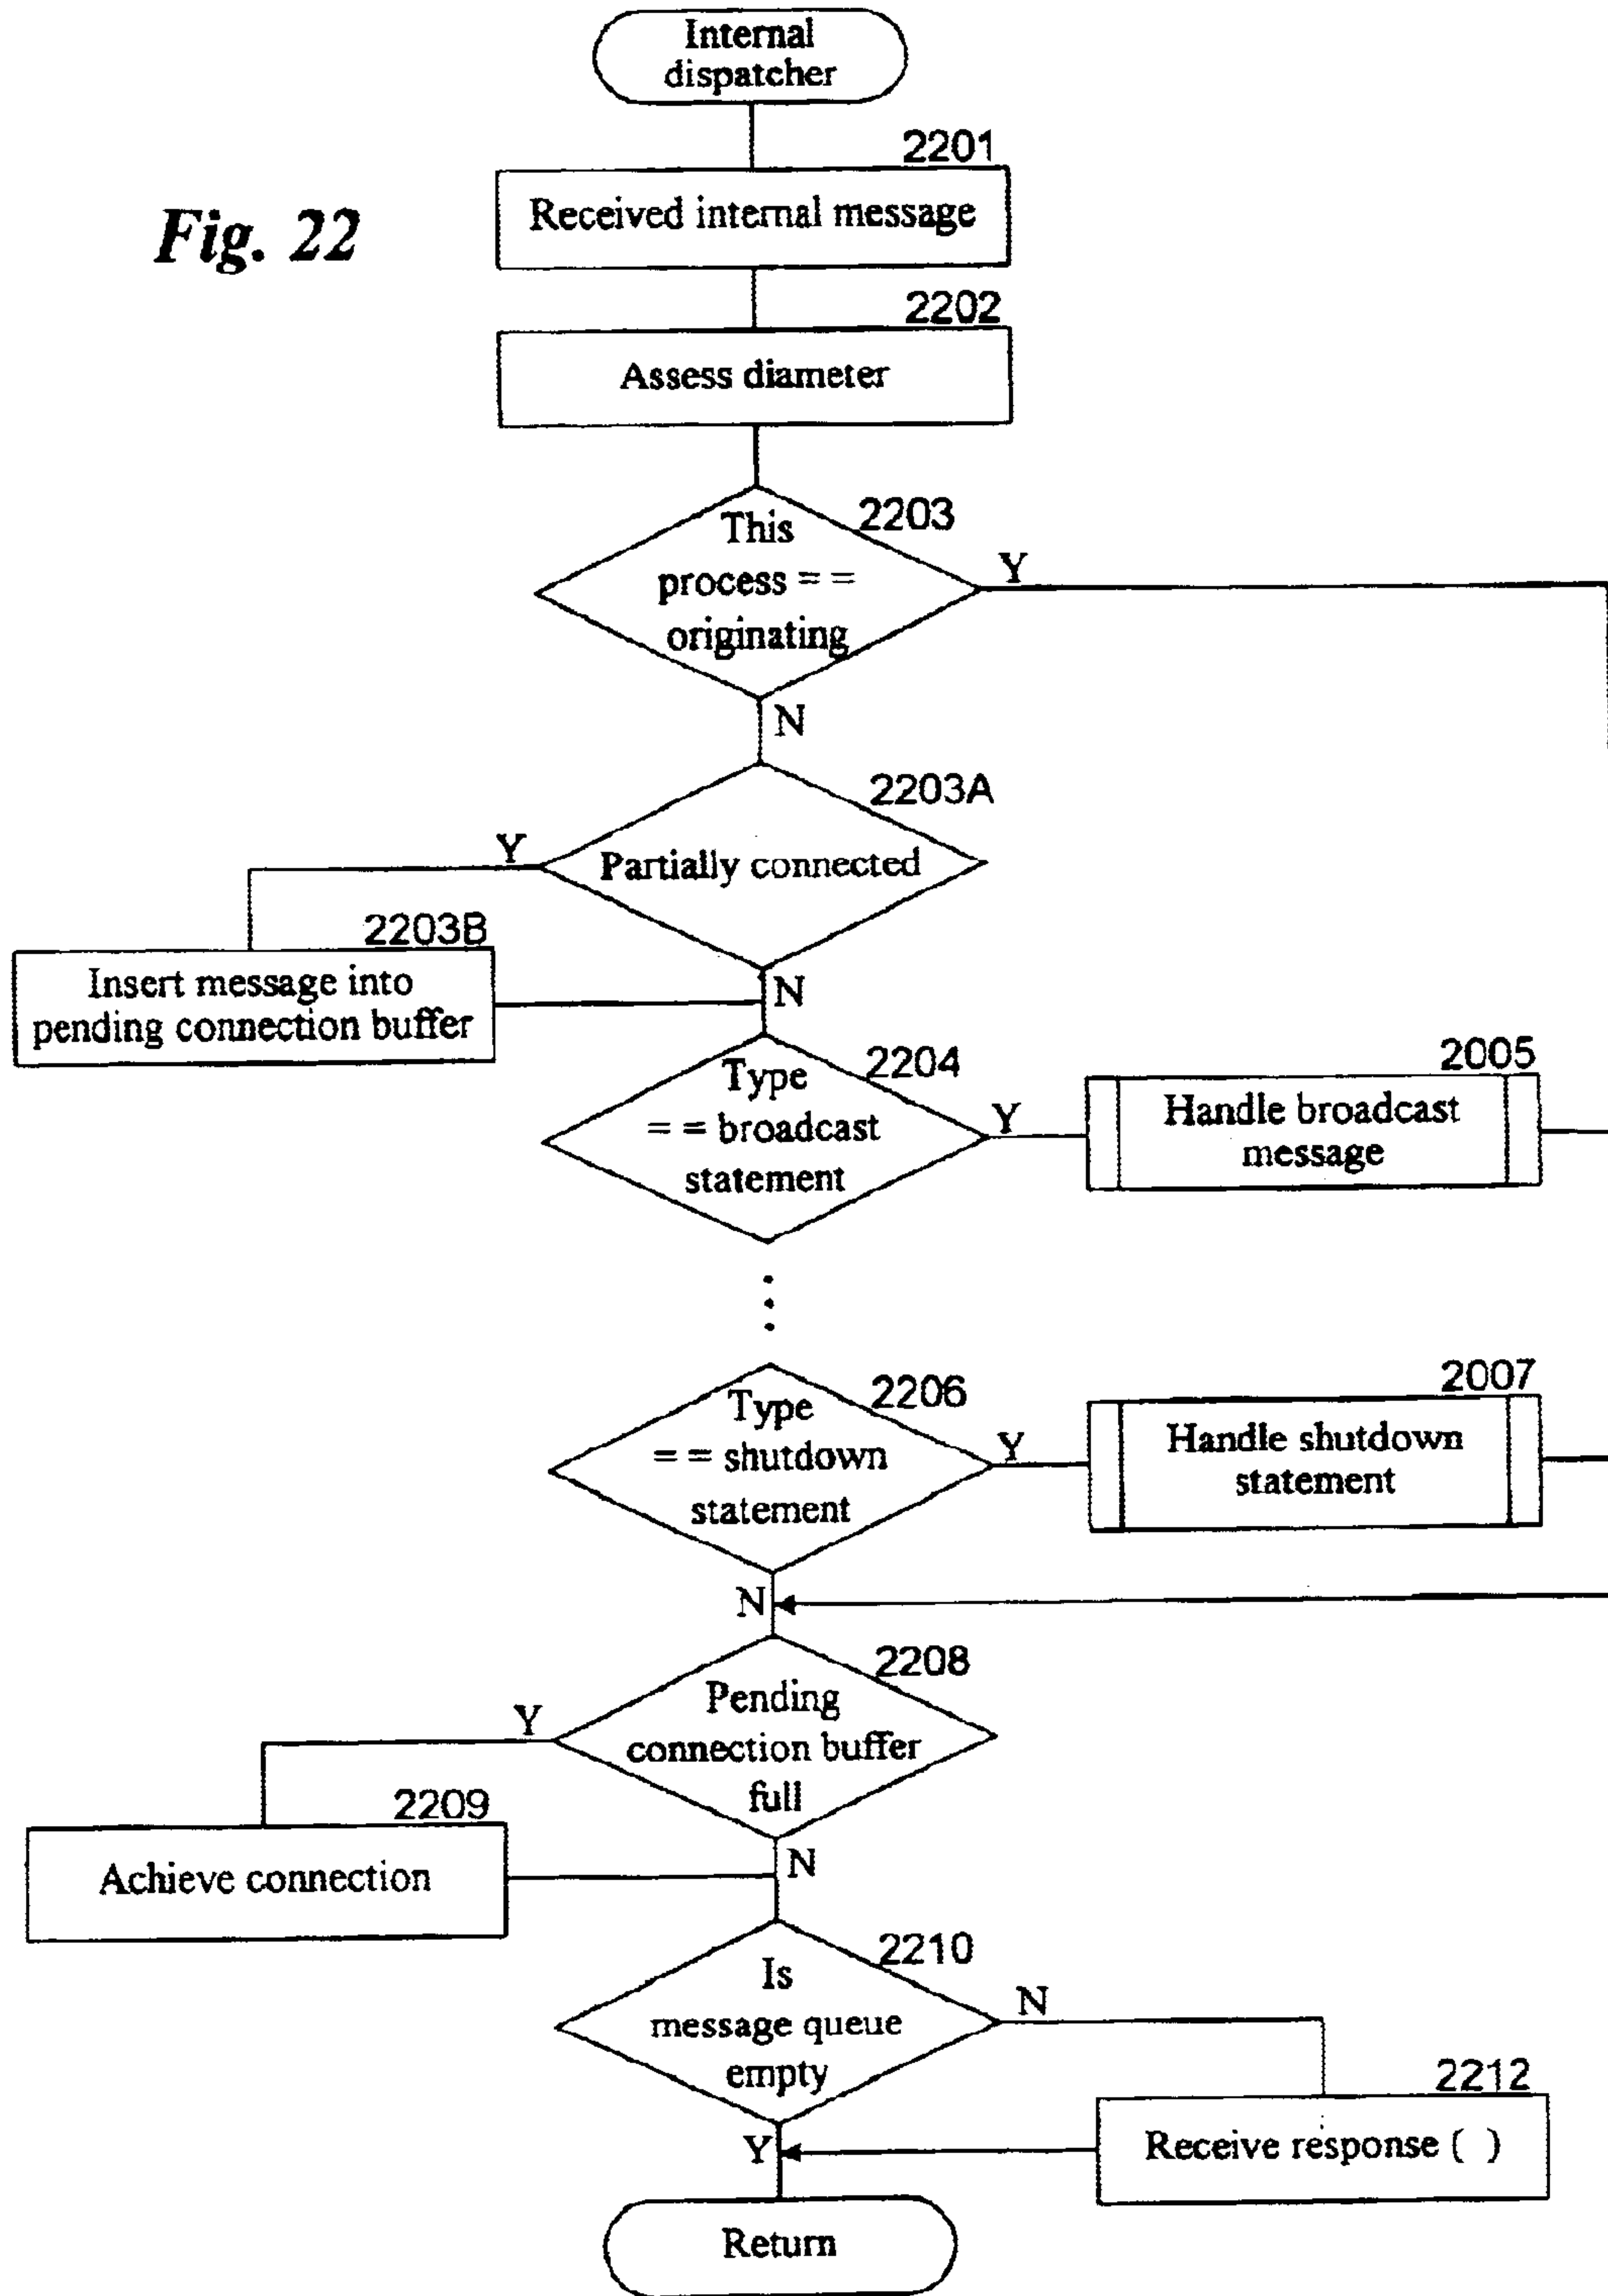 Internal
dispatcher
2201
Received internal message
Fig. 22
2202
Assess diameter
2203
This
process = =
originating
Y
N
2203A
Partially connected
Y
2203B
Insert message into
pending connection buffer
N
2204
Type
= = broadcast
statement
Y
2005
Handle broadcast
message
2206
Type
= = shutdown
statement
Y
2007
Handle shutdown
statement
N
2208
Pending
connection buffer
full
Y
2209
Achieve connection
N
2210
Is
message queue
empty
N
2212
Receive response ( )
Y
Return